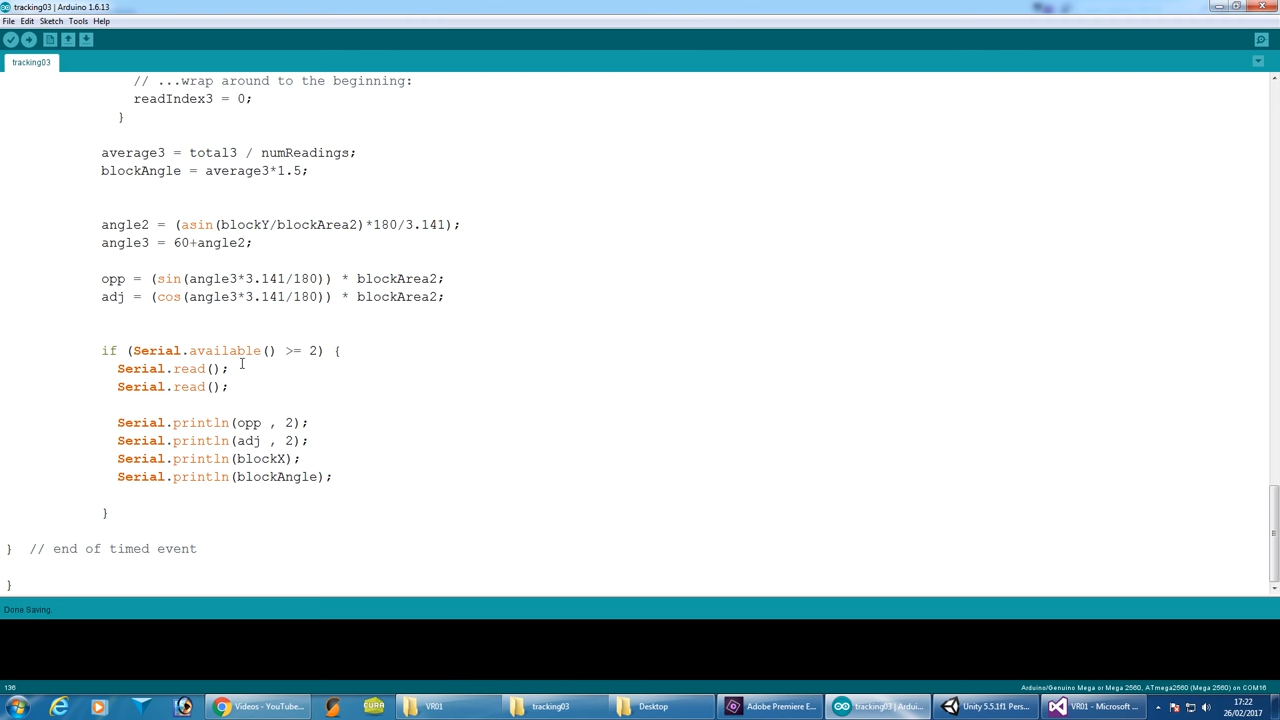 tracking03 | Arduino 1.6.13
File Edit Sketch Tools Help
tracking03
// ...wrap around to the beginning:
readIndex3 = 0;
}
average3 = total3 / numReadings;
blockAngle = average3*1.5;
angle2 = (asin(blockY/blockArea2)*180/3.141);
angle3 = 60+angle2;
opp = (sin(angle3*3.141/180)) * blockArea2;
adj = (cos(angle3*3.141/180)) * blockArea2;
if (Serial.available() >= 2) {
Serial.read();
Serial.read();
Serial.println(opp , 2);
Serial.println(adj , 2);
Serial.println(blockX);
Serial.println(blockAngle);
}
} // end of timed event
}
Done Saving.
136 Arduino/Genuino Mega or Mega 2560, ATmega2560 (Mega 2560) on COM16
Videos - YouTube... CURA VR01 tracking03 Desktop Adobe Premiere E... tracking03 | Ardui... Unity 5.5.1f1 Pers... VR01 - Microsoft ... 17:22
26/02/2017